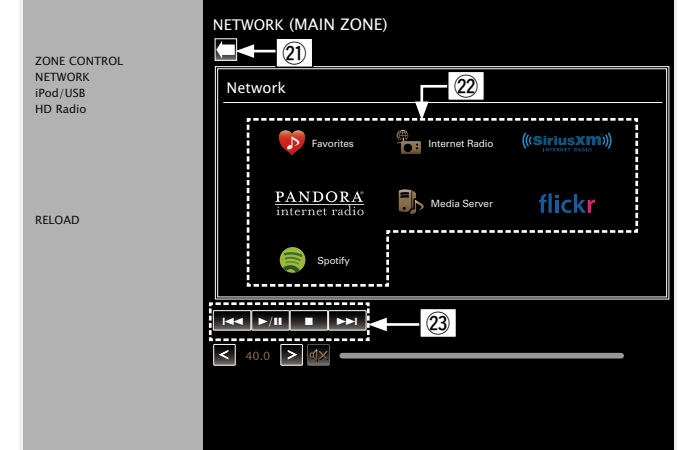 NETWORK (MAIN ZONE)
㉑
ZONE CONTROL
NETWORK
iPod/USB
HD Radio
RELOAD
Network
㉒
Favorites
Internet Radio
((SiriusXM))
INTERNET RADIO
PANDORA
internet radio
Media Server
flickr
Spotify
㉓
< 40.0 >